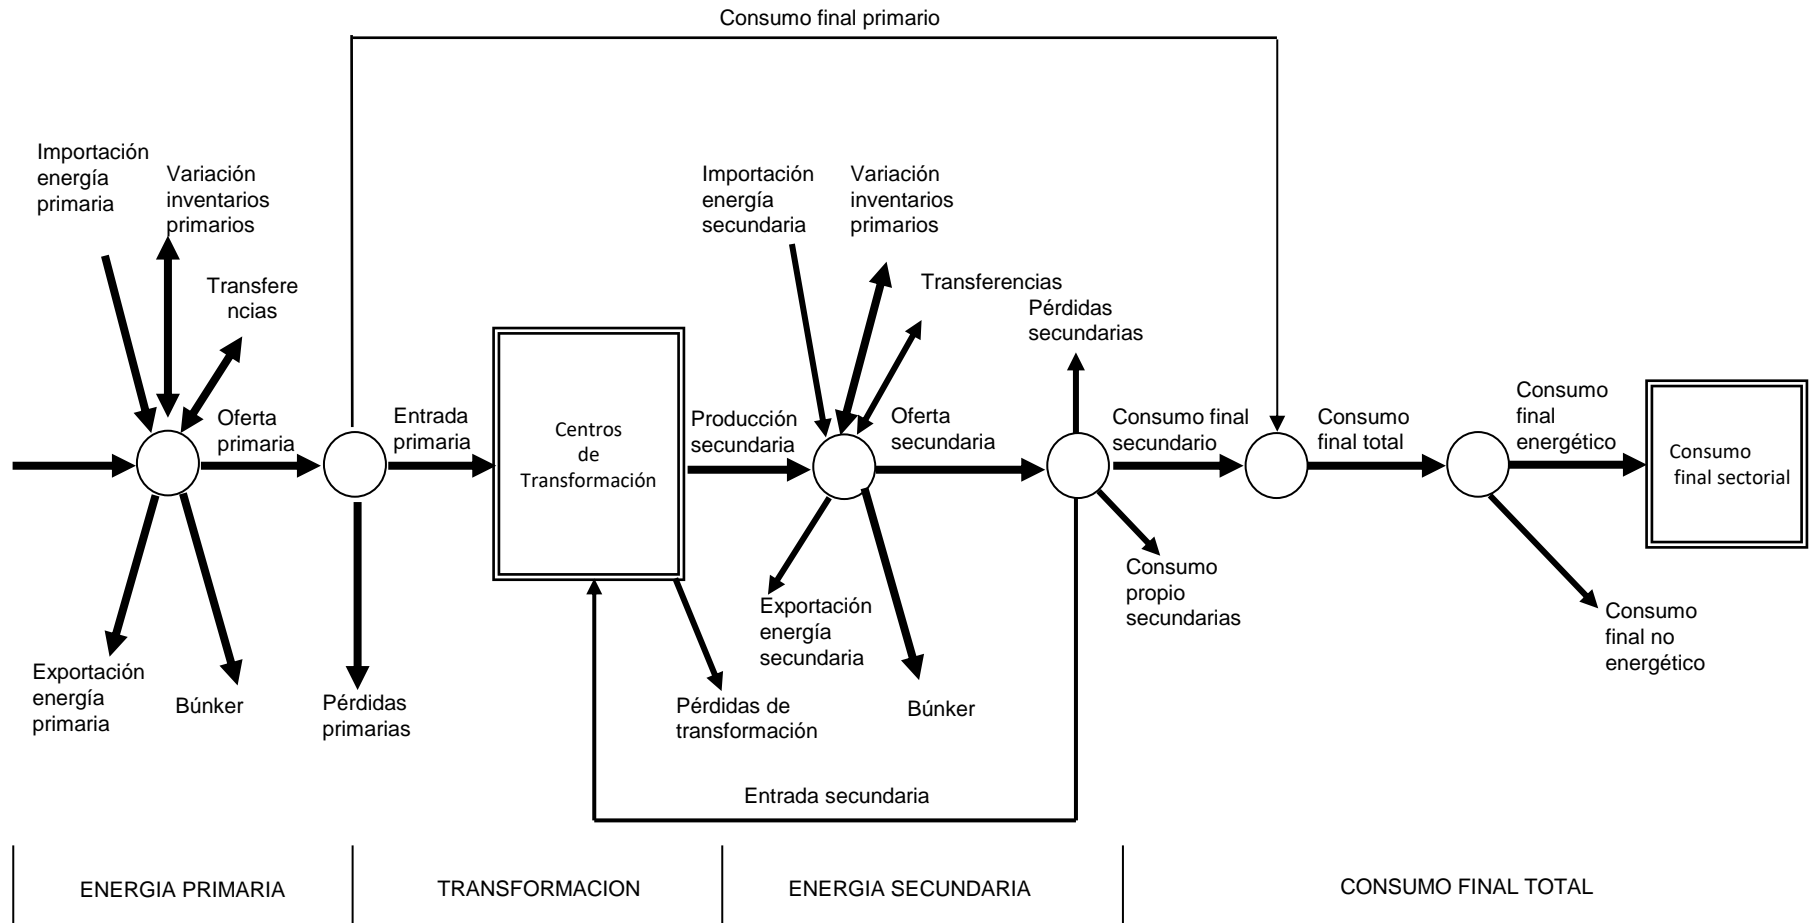 Consumo final primario
Importación
energía
primaria
Variación
inventarios
primarios
Transfere
ncias
Importación
energía
secundaria
Variación
inventarios
primarios
Transferencias
Pérdidas
secundarias
Oferta
primaria
Entrada
primaria
Centros
de
Transformación
Producción
secundaria
Oferta
secundaria
Consumo final
secundario
Consumo
final total
Consumo
final
energético
Consumo
final sectorial
Exportación
energía
primaria
Búnker
Pérdidas
primarias
Pérdidas de
transformación
Exportación
energía
secundaria
Búnker
Consumo
propio
secundarias
Consumo
final no
energético
Entrada secundaria
ENERGIA PRIMARIA
TRANSFORMACION
ENERGIA SECUNDARIA
CONSUMO FINAL TOTAL